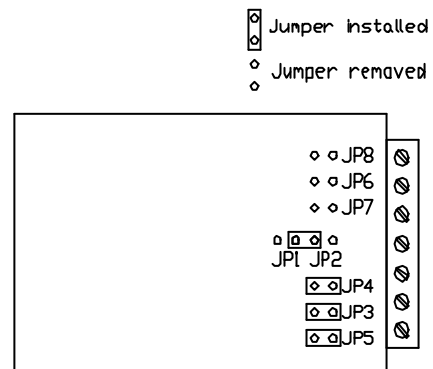 Jumper installed
Jumper removed
JP8
JP6
JP7
JP1 JP2
JP4
JP3
JP5